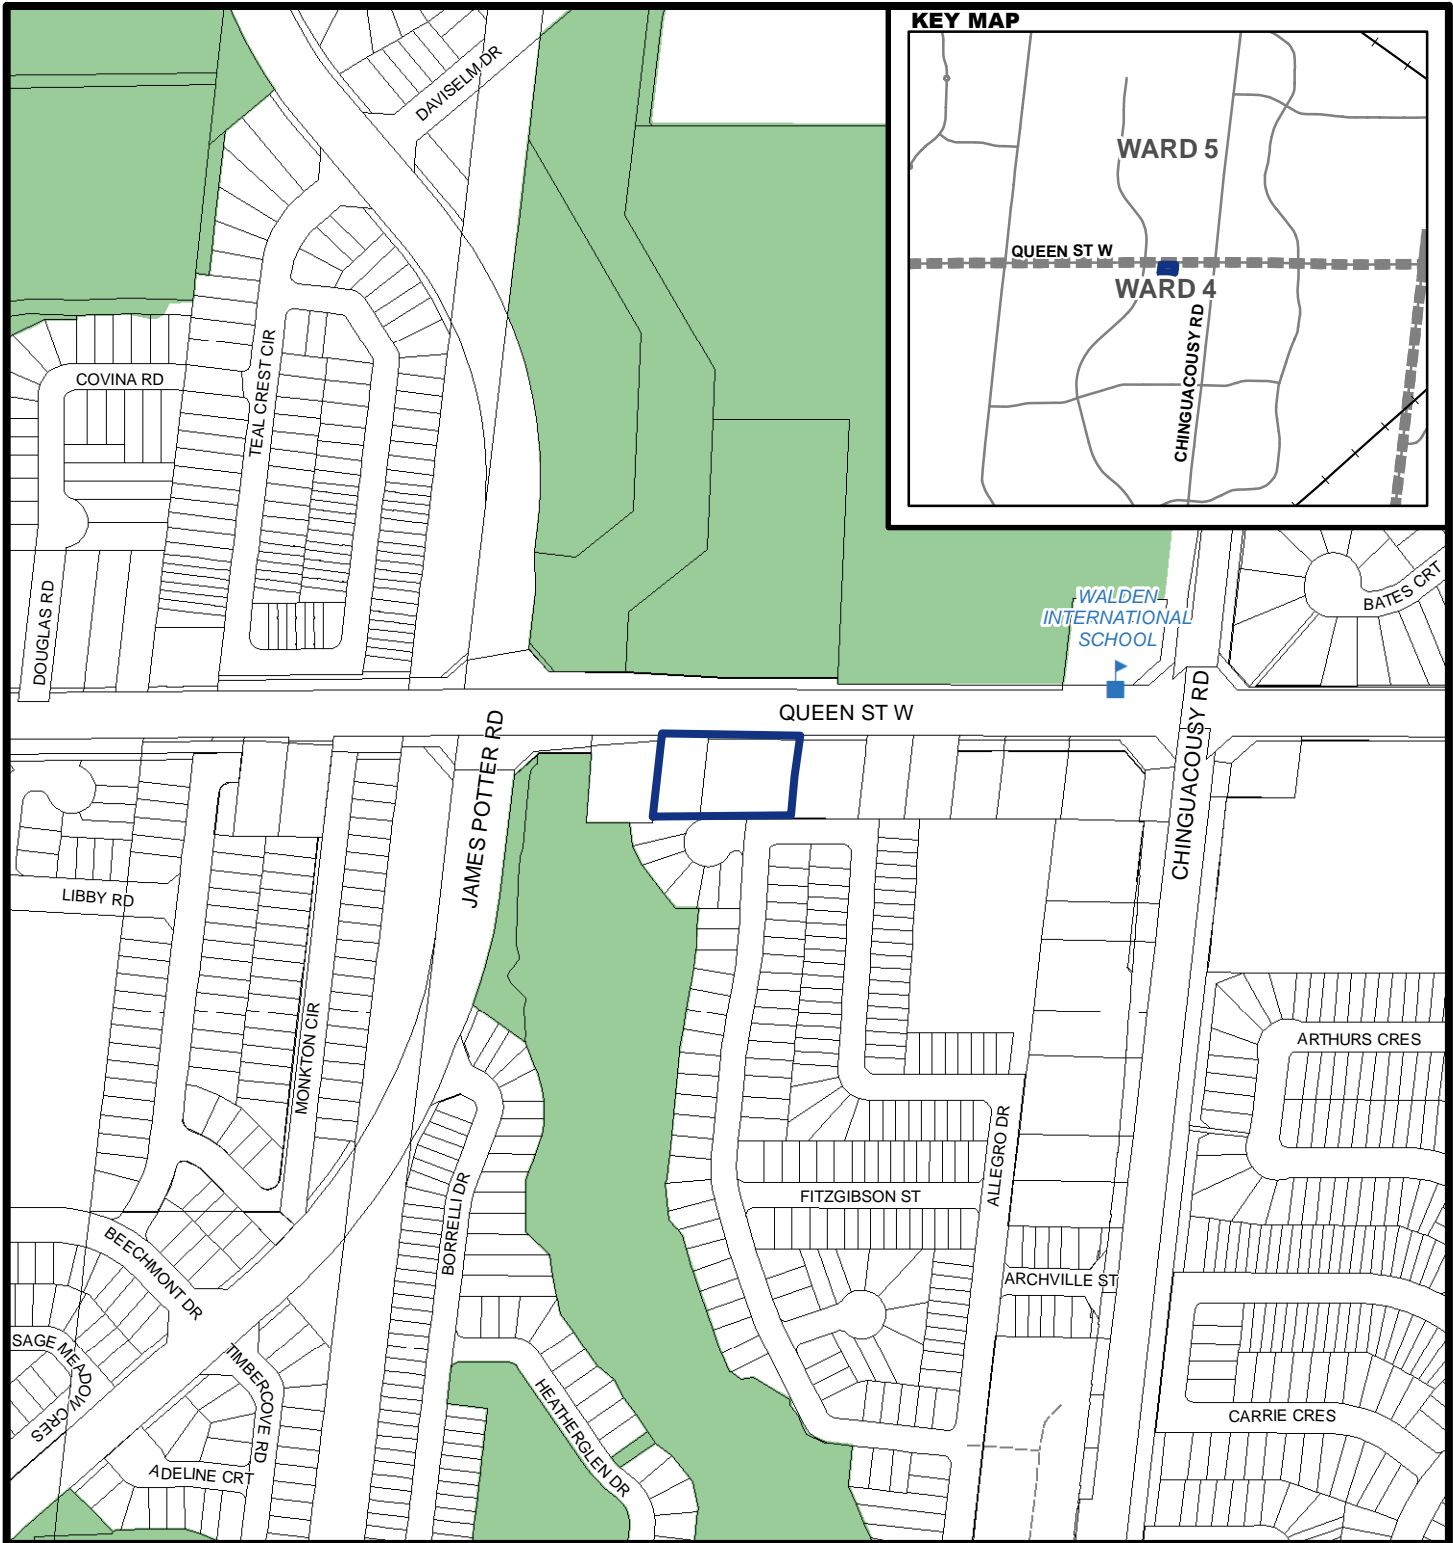 KEY MAP
WARD 5
QUEEN ST W
WARD 4
CHINGUACOUSY RD
DAVISELM DR
COVINA RD
TEAL CREST CIR
DOUGLAS RD
WALDEN
INTERNATIONAL
SCHOOL
BATES CRT
QUEEN ST W
JAMES POTTER RD
CHINGUACOUSY RD
LIBBY RD
MONKTON CIR
ARTHURS CRES
ALLEGRO DR
FITZGIBSON ST
BORRELLI DR
BEECHMONT DR
ARCHVILLE ST
SAGE MEADOW CRES
TIMBERCOVE RD
HEATHERGLEN DR
CARRIE CRES
ADELINE CRT